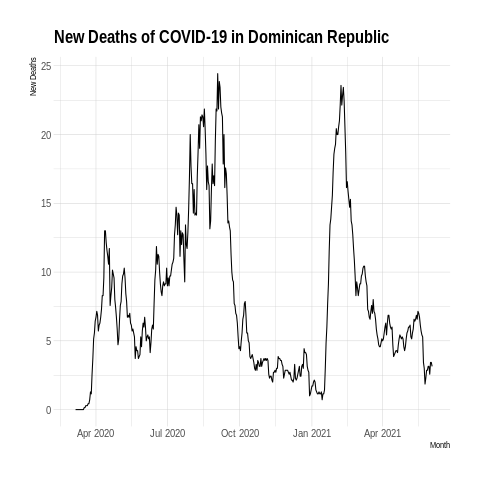 New Deaths of COVID-19 in Dominican Republic
New Deaths
25
20
15
10
5
0
Apr 2020 Jul 2020 Oct 2020 Jan 2021 Apr 2021
Month